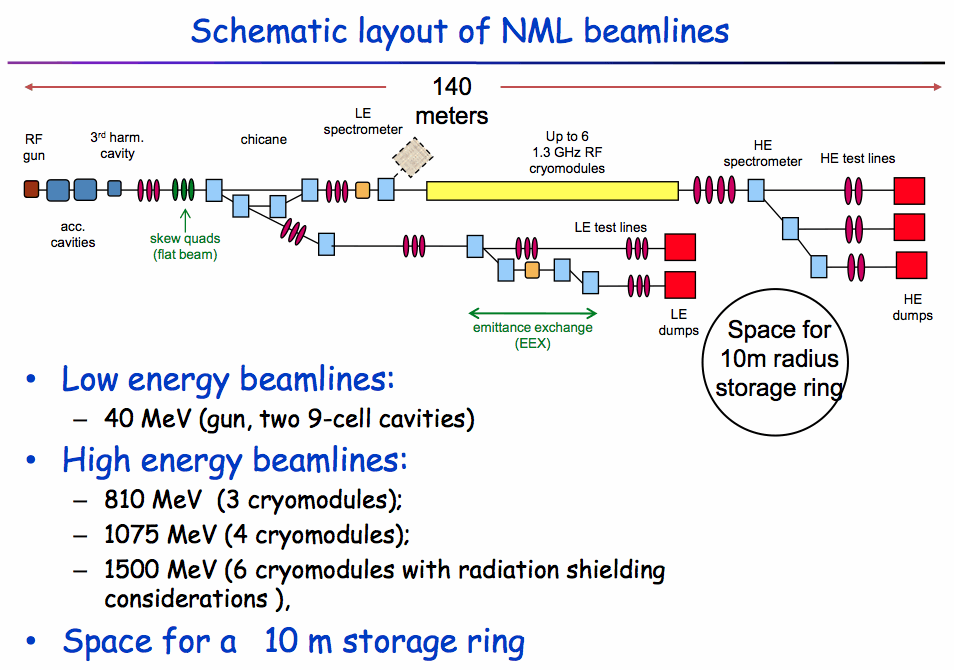 Schematic layout of NML beamlines
140
meters
RF
gun
3rd harm.
cavity
chicane
LE
spectrometer
Up to 6
1.3 GHz RF
cryomodules
HE
spectrometer
HE test lines
acc.
cavities
skew quads
(flat beam)
LE test lines
emittance exchange
(EEX)
LE
dumps
HE
dumps
Space for
10m radius
storage ring
• Low energy beamlines:
– 40 MeV (gun, two 9-cell cavities)
• High energy beamlines:
– 810 MeV (3 cryomodules);
– 1075 MeV (4 cryomodules);
– 1500 MeV (6 cryomodules with radiation shielding
considerations ),
• Space for a 10 m storage ring